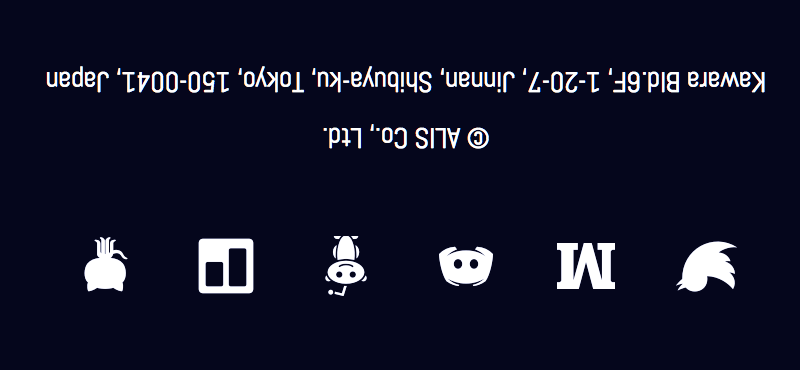 © ALIS Co., Ltd.
Kawara Bld.6F, 1-20-7, Jinnan, Shibuya-ku, Tokyo, 150-0041, Japan